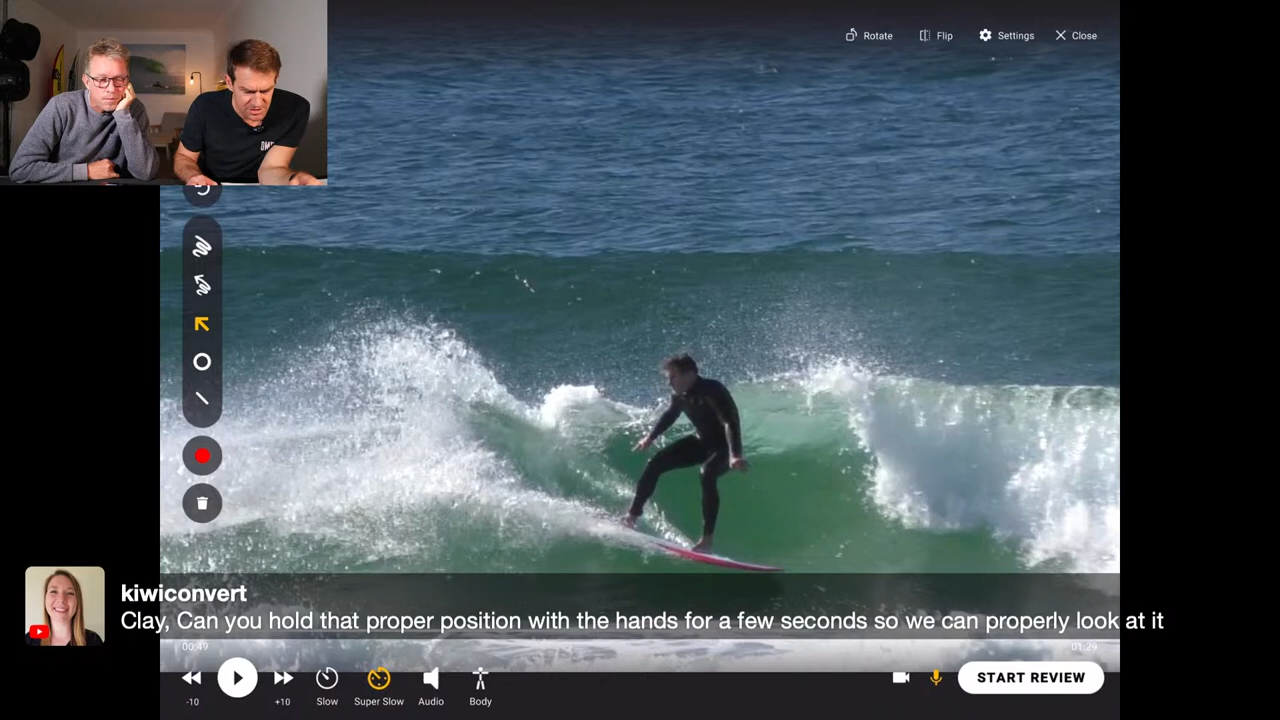 Rotate
Flip
Settings
Close
kiwiconvert
Clay, Can you hold that proper position with the hands for a few seconds so we can properly look at it
00:49
01:29
-10
+10
Slow
Super Slow
Audio
Body
START REVIEW